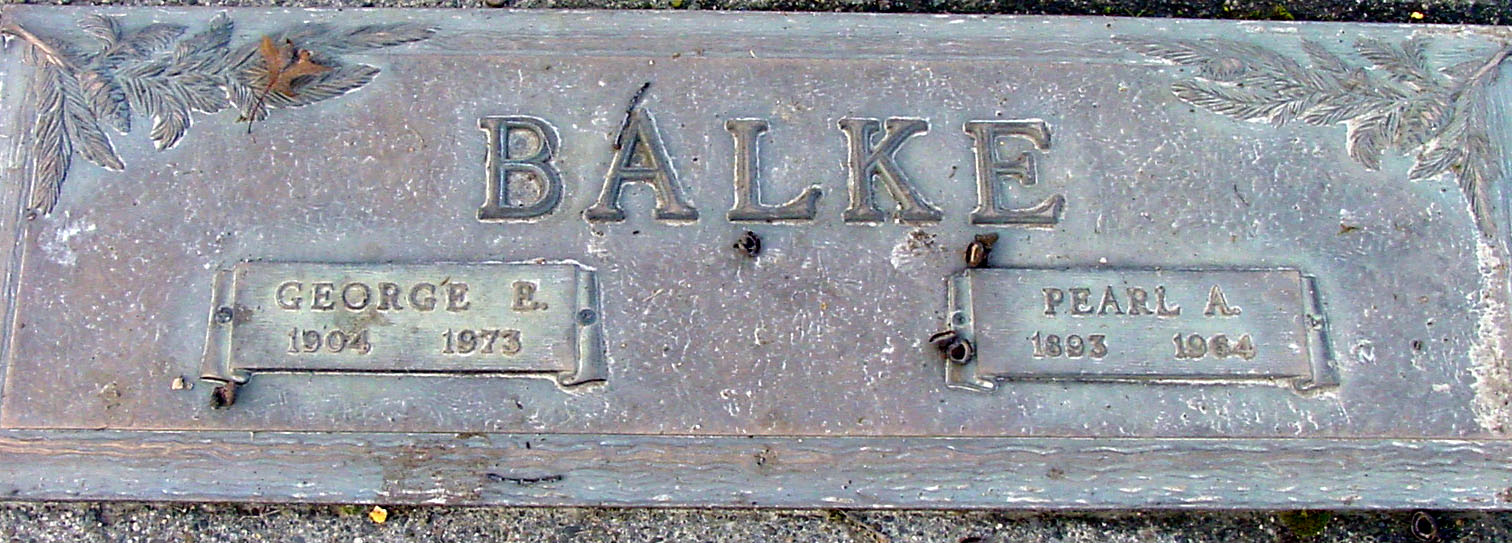 BALKE
GEORGE E.
1904 1973
PEARL A.
1893 1964